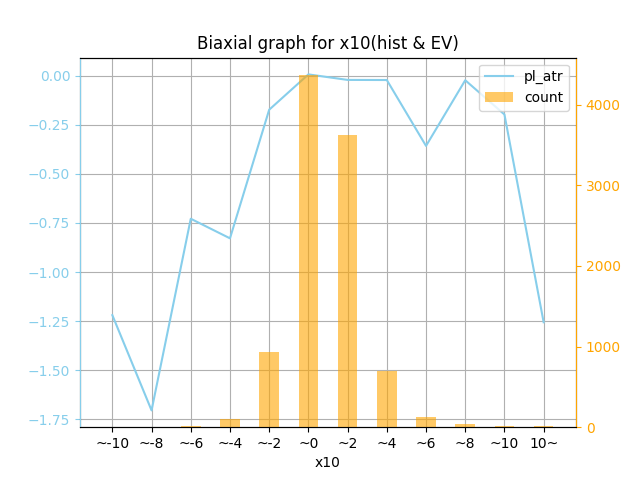 Biaxial graph for x10(hist & EV)
pl_atr
count
0.00
−0.25
−0.50
−0.75
−1.00
−1.25
−1.50
−1.75
4000
3000
2000
1000
0
~-10 ~-8 ~-6 ~-4 ~-2 ~0 ~2 ~4 ~6 ~8 ~10 10~
x10